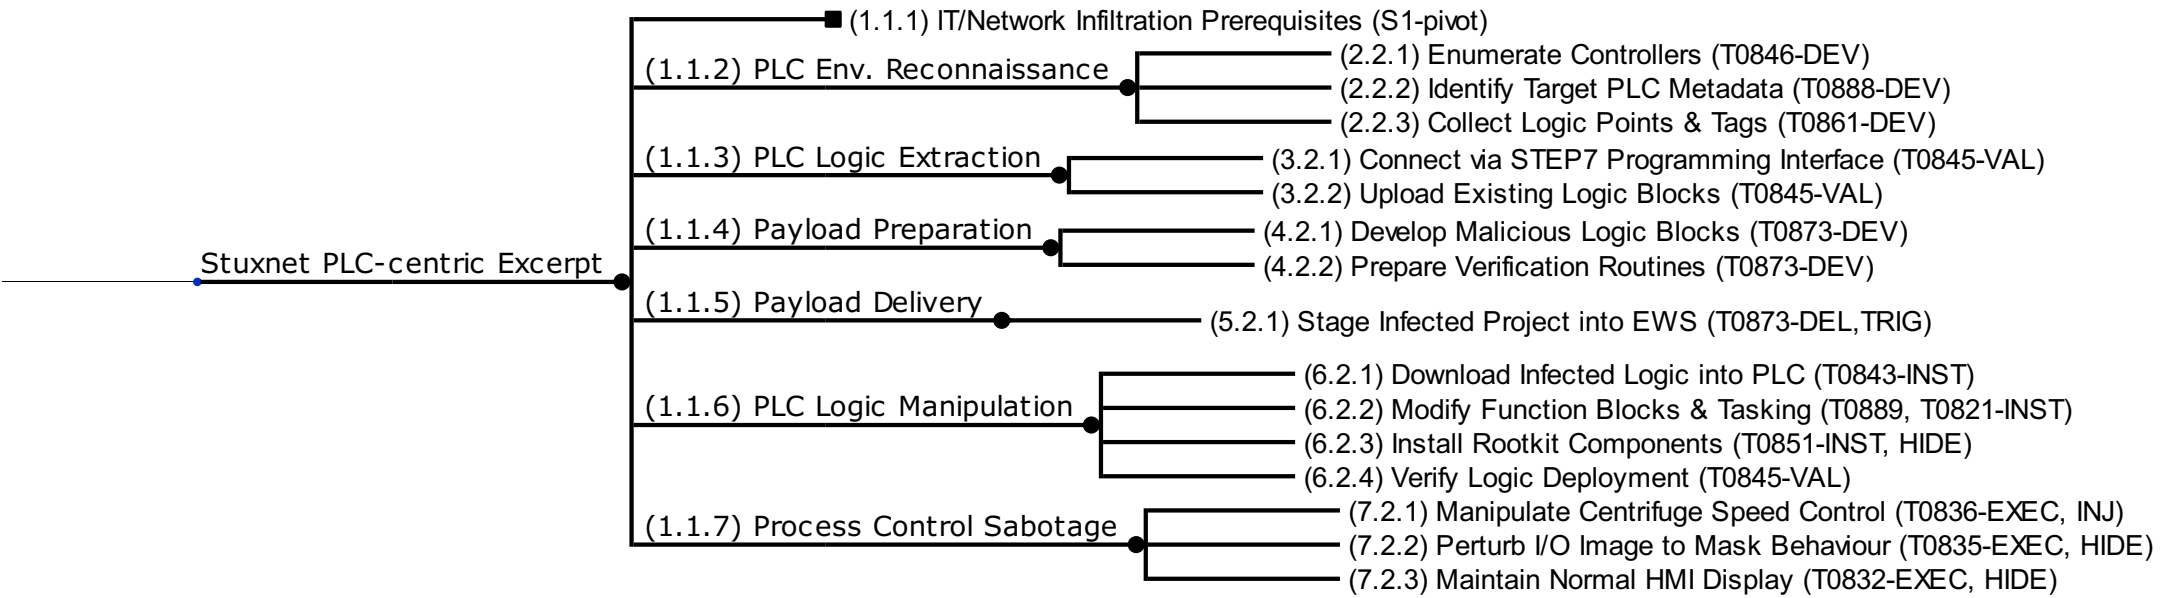 (1.1.1) IT/Network Infiltration Prerequisites (S1-pivot)
(1.1.2) PLC Env. Reconnaissance
(2.2.1) Enumerate Controllers (T0846-DEV)
(2.2.2) Identify Target PLC Metadata (T0888-DEV)
(2.2.3) Collect Logic Points & Tags (T0861-DEV)
(1.1.3) PLC Logic Extraction
(3.2.1) Connect via STEP7 Programming Interface (T0845-VAL)
(3.2.2) Upload Existing Logic Blocks (T0845-VAL)
(1.1.4) Payload Preparation
(4.2.1) Develop Malicious Logic Blocks (T0873-DEV)
(4.2.2) Prepare Verification Routines (T0873-DEV)
Stuxnet PLC-centric Excerpt
(1.1.5) Payload Delivery
(5.2.1) Stage Infected Project into EWS (T0873-DEL,TRIG)
(1.1.6) PLC Logic Manipulation
(6.2.1) Download Infected Logic into PLC (T0843-INST)
(6.2.2) Modify Function Blocks & Tasking (T0889, T0821-INST)
(6.2.3) Install Rootkit Components (T0851-INST, HIDE)
(6.2.4) Verify Logic Deployment (T0845-VAL)
(1.1.7) Process Control Sabotage
(7.2.1) Manipulate Centrifuge Speed Control (T0836-EXEC, INJ)
(7.2.2) Perturb I/O Image to Mask Behaviour (T0835-EXEC, HIDE)
(7.2.3) Maintain Normal HMI Display (T0832-EXEC, HIDE)